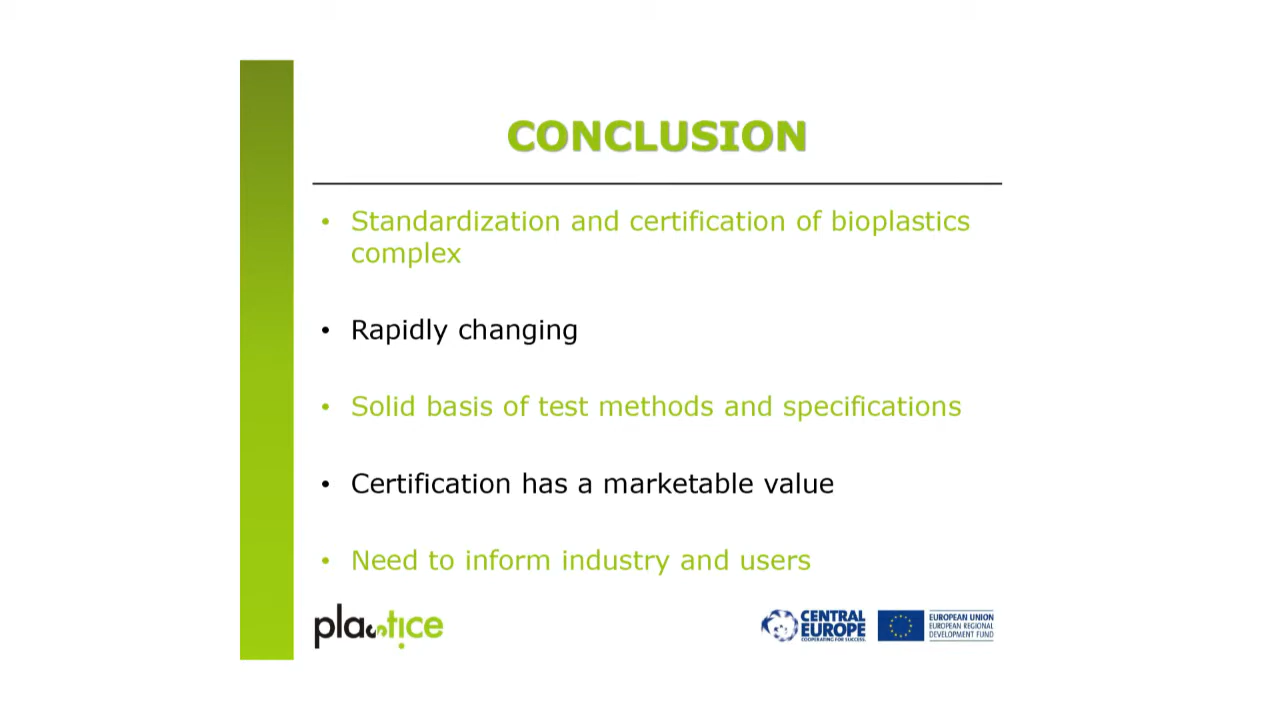 CONCLUSION
• Standardization and certification of bioplastics
complex
• Rapidly changing
• Solid basis of test methods and specifications
• Certification has a marketable value
• Need to inform industry and users
plastice
CENTRAL
EUROPE
COOPERATING FOR SUCCESS.
EUROPEAN UNION
EUROPEAN REGIONAL
DEVELOPMENT FUND